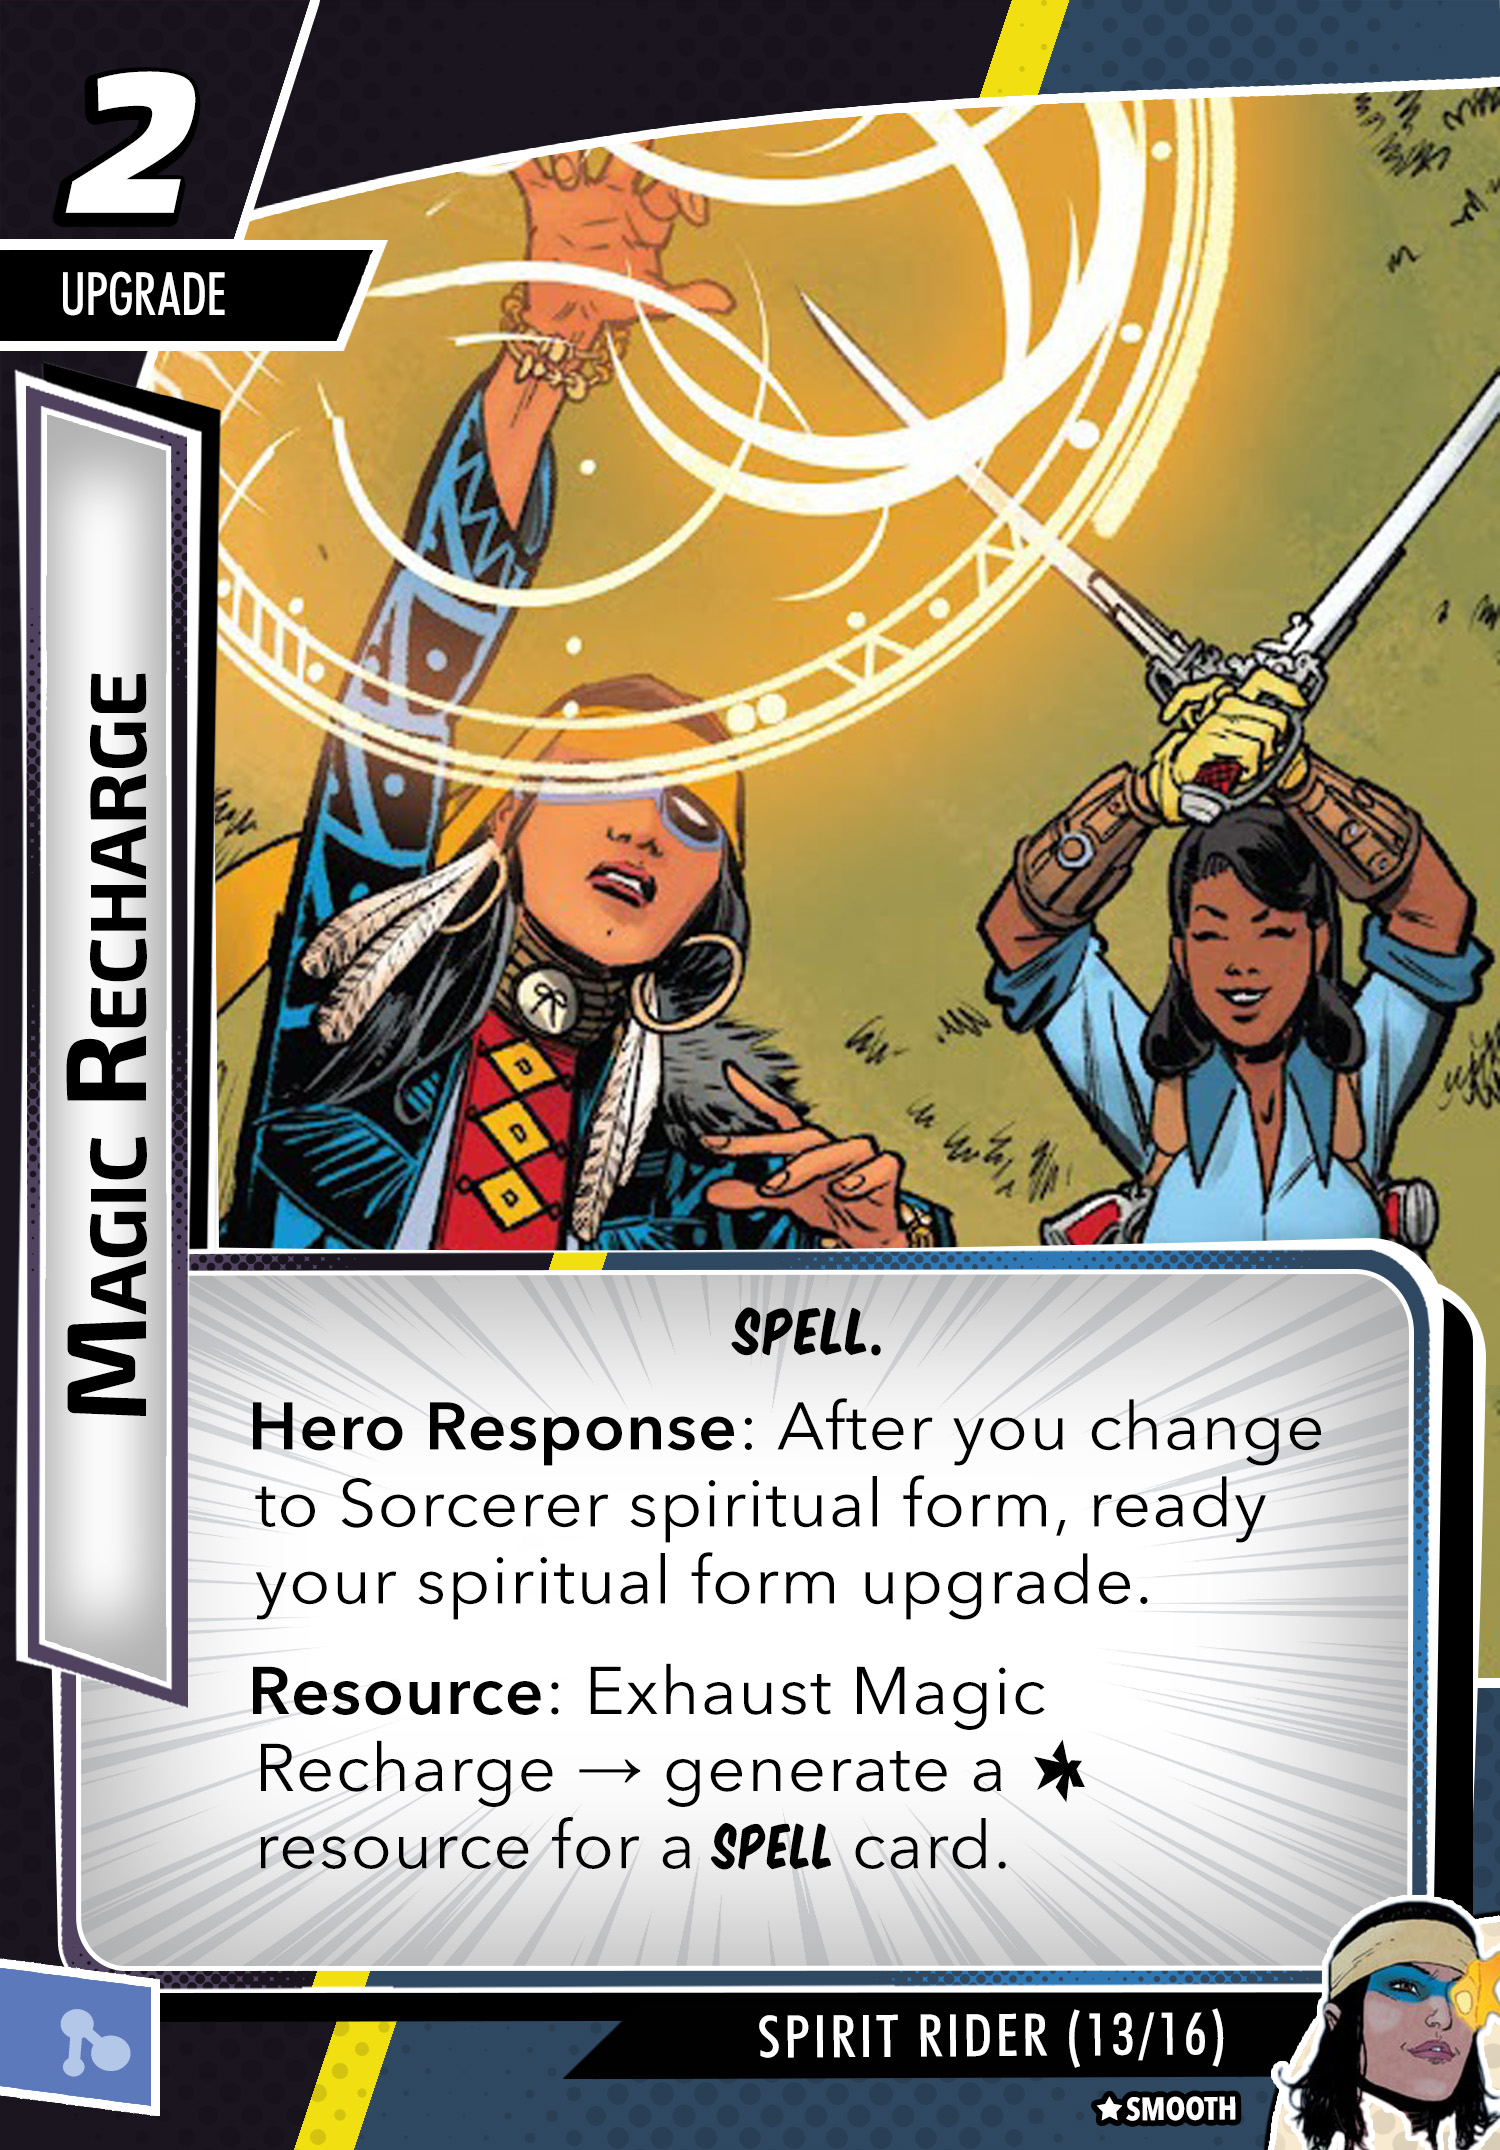 2
UPGRADE
MAGIC RECHARGE
SPELL.
Hero Response: After you change
to Sorcerer spiritual form, ready
your spiritual form upgrade.
Resource: Exhaust Magic
Recharge → generate a
resource for a SPELL card.
SPIRIT RIDER (13/16)
★SMOOTH